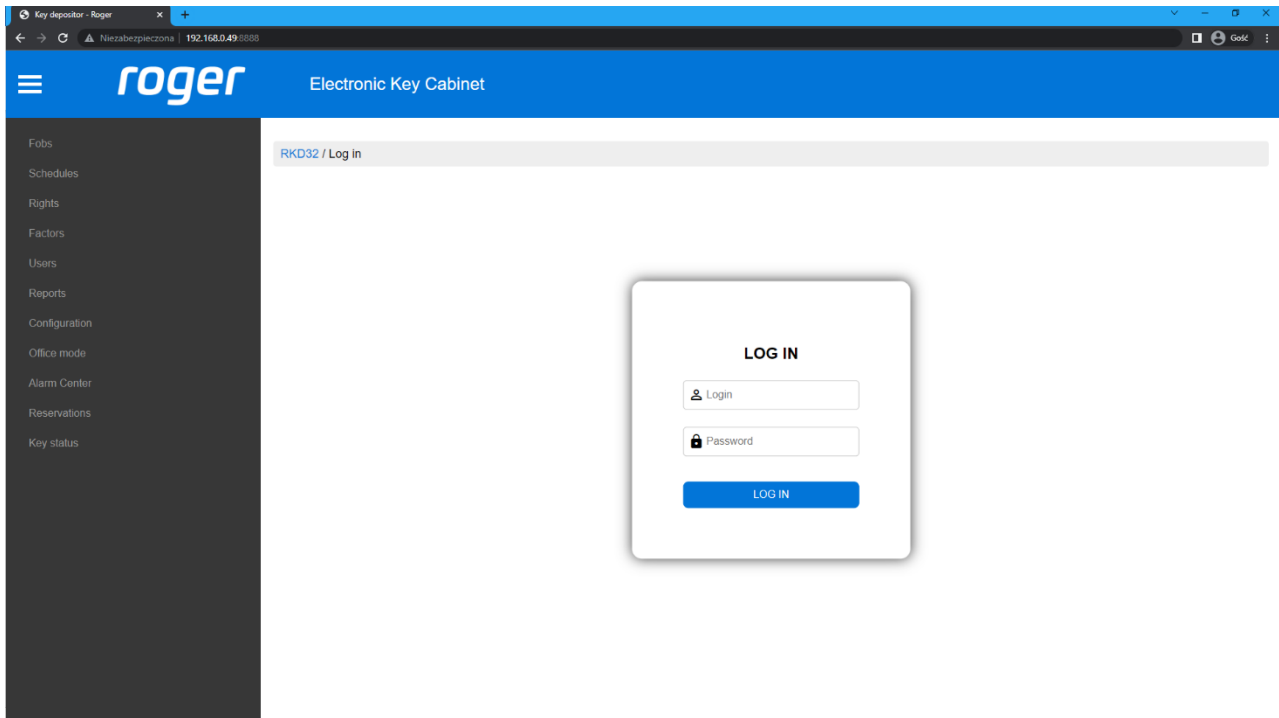 Key depositor - Roger
Niezabezpieczona | 192.168.0.49:8888
Gość
roger
Electronic Key Cabinet
Fobs
Schedules
Rights
Factors
Users
Reports
Configuration
Office mode
Alarm Center
Reservations
Key status
RKD32 / Log in
LOG IN
Login
Password
LOG IN